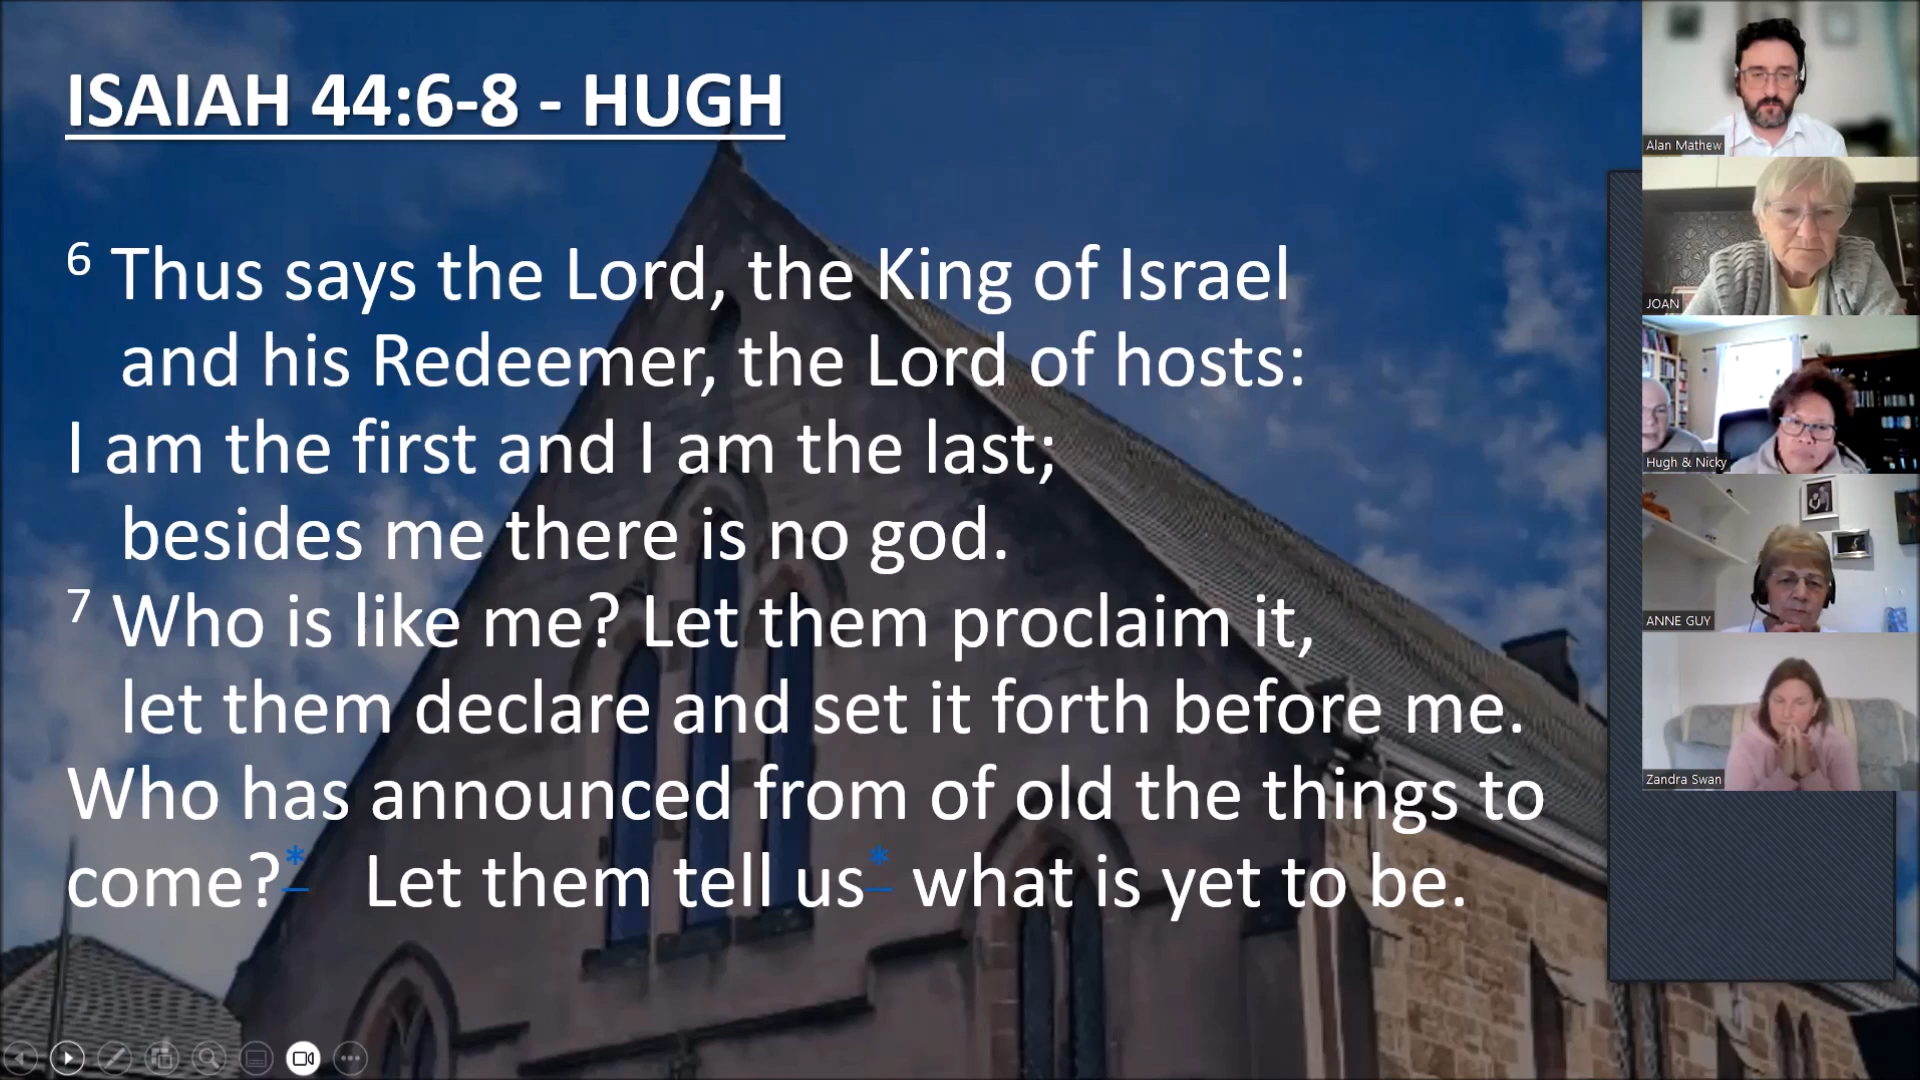 ISAIAH 44:6-8 - HUGH
6 Thus says the Lord, the King of Israel
and his Redeemer, the Lord of hosts:
I am the first and I am the last;
besides me there is no god.
7 Who is like me? Let them proclaim it,
let them declare and set it forth before me.
Who has announced from of old the things to
come?* Let them tell us* what is yet to be.
Alan Mathew
JOAN
Hugh & Nicky
ANNE GUY
Zandra Swan